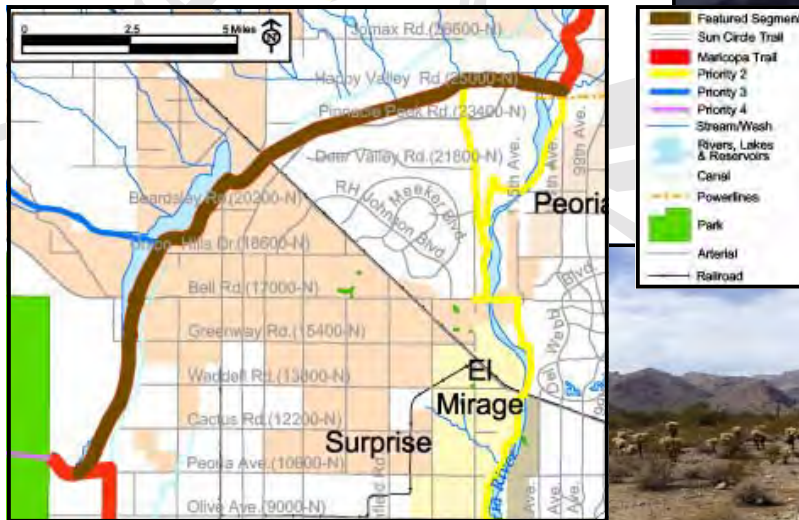 0 2.5 5 Miles
Jomax Rd.(26600-N)
Happy Valley Rd.(25000-N)
Pinnacle Peak Rd.(23400-N)
Deer Valley Rd.(21800-N)
99th Ave.
Beardsley Rd.(20200-N)
RH Johnson Blvd
Meeker Blvd
Peoria
Hills Dr.(18600-N)
Bell Rd.(17000-N)
Blvd.
Greenway Rd.(15400-N)
Del Webb
Waddell Rd.(13800-N)
El
Mirage
Cactus Rd.(12200-N)
Surprise
Peoria Ave.(10600-N)
River
Olive Ave.(9000-N)
Ave.
Ave.
Ave.
Featured Segment
Sun Circle Trail
Maricopa Trail
Priority 2
Priority 3
Priority 4
Stream/Wash
Rivers, Lakes
& Reservoirs
Canal
Powerlines
Park
Arterial
Railroad